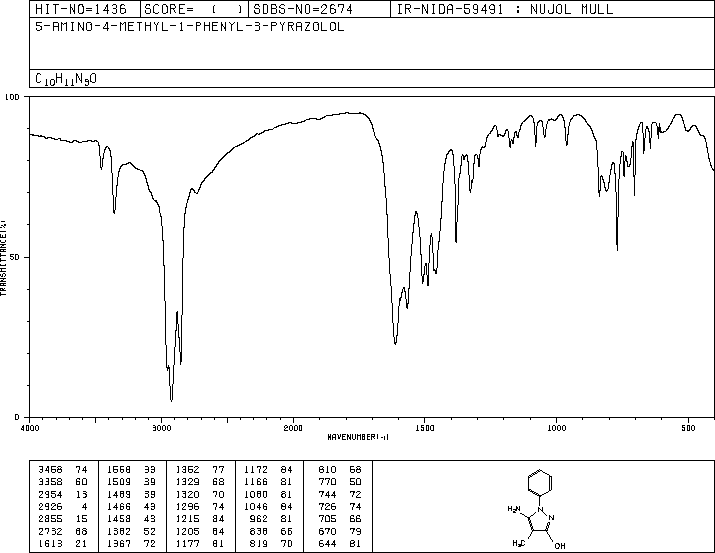 HIT-NO=1436 SCORE= ( ) SDBS-NO=2674 IR-NIDA-59491 : NUJOL MULL
5-AMINO-4-METHYL-1-PHENYL-3-PYRAZOLOL
C10H11N3O
100
50
0
TRANSMITTANCE(%)
4000 3000 2000 1500 1000 500
WAVENUMBER(-1)
3458 74 1568 33 1352 77 1172 84 810 68
3358 60 1509 39 1329 68 1166 81 770 50
2954 13 1489 39 1320 70 1080 81 744 72
2926 4 1466 43 1296 74 1046 84 726 74
2855 15 1458 43 1215 84 962 81 705 66
2732 68 1382 52 1205 84 838 66 670 79
1613 21 1367 72 1177 81 819 70 644 81
N
H2N
N
H3C
OH